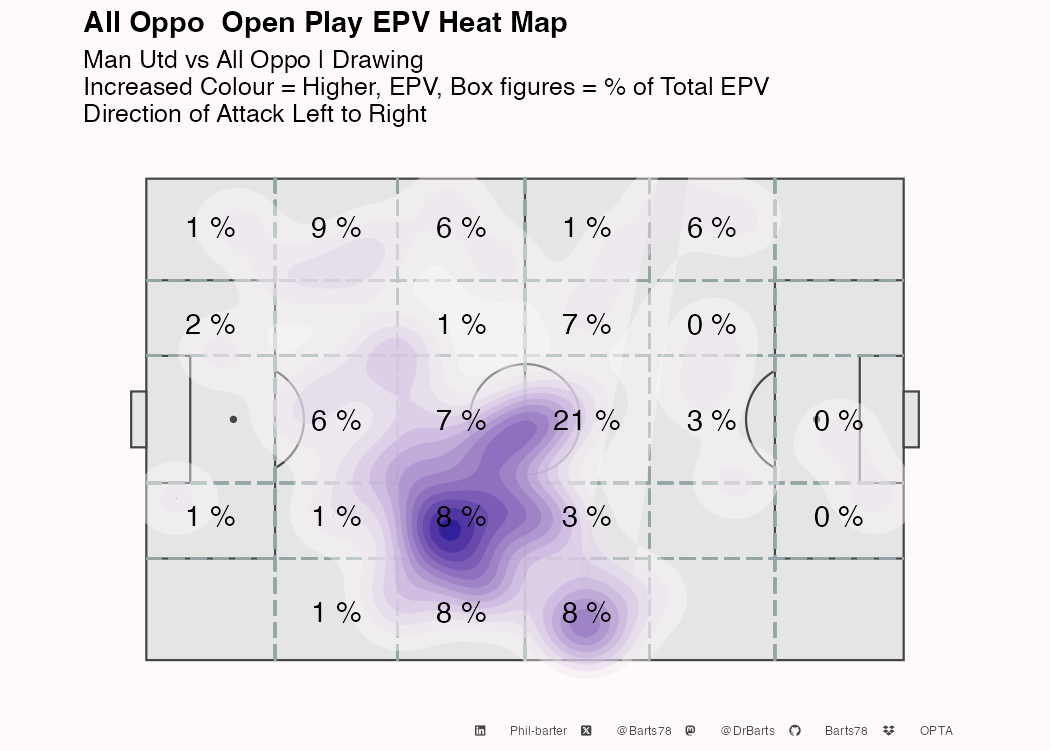 All Oppo  Open Play EPV Heat Map
Man Utd vs All Oppo | Drawing
Increased Colour = Higher, EPV, Box figures = % of Total EPV
Direction of Attack Left to Right
1 % 9 % 6 % 1 % 6 %
2 % 1 % 7 % 0 %
6 % 7 % 21 % 3 % 0 %
1 % 1 % 8 % 3 % 0 %
1 % 8 % 8 %
Phil-barter @Barts78 @DrBarts Barts78 OPTA